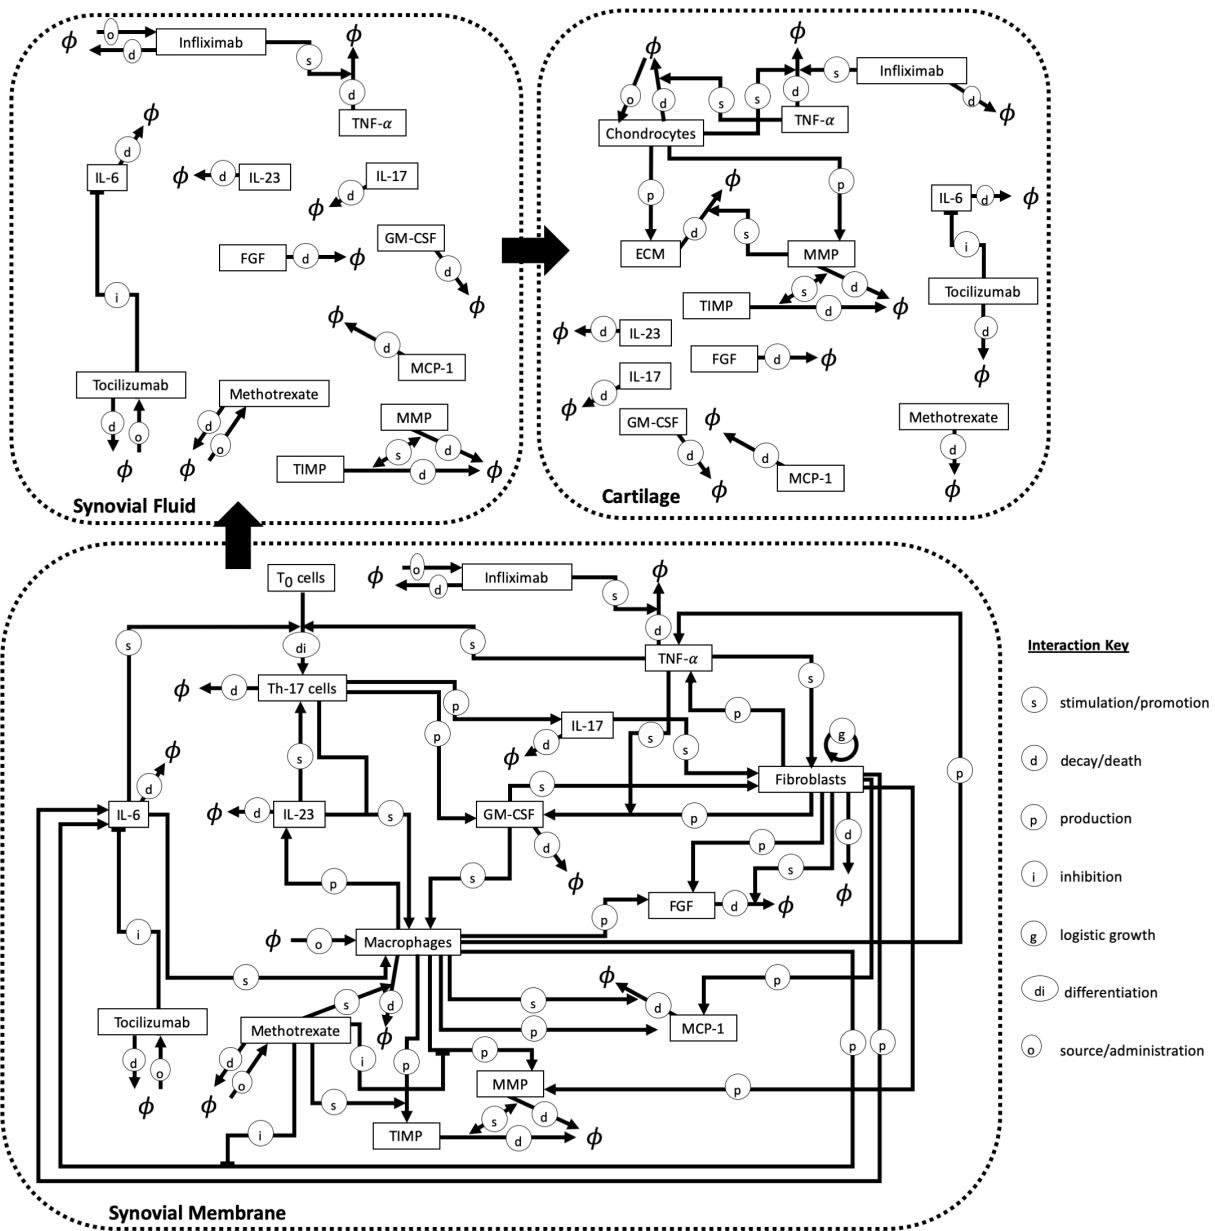 ϕ o d Infliximab s ϕ d TNF-α
ϕ d IL-6
ϕ d IL-23
IL-17 d ϕ
FGF d ϕ
GM-CSF d ϕ
i
ϕ d MCP-1
Tocilizumab d o ϕ
Methotrexate d o ϕ
MMP s d
TIMP d ϕ
Synovial Fluid
ϕ o d Chondrocytes s s ϕ d TNF-α s Infliximab d ϕ
p p
ECM d ϕ s MMP d
TIMP s d ϕ
IL-6 d ϕ
i
Tocilizumab
d
ϕ
ϕ d IL-23
FGF d ϕ
IL-17 d ϕ
GM-CSF d ϕ
ϕ d MCP-1
Methotrexate
d
ϕ
Cartilage
T0 cells
ϕ o d Infliximab s ϕ d
s di s TNF-α s
ϕ d Th-17 cells p p
IL-17 d ϕ s s p g
Fibroblasts
s
IL-6 d ϕ
ϕ d IL-23 s
GM-CSF s p d ϕ
p s p s d ϕ
FGF d ϕ
p
i ϕ o Macrophages p
s s d ϕ
ϕ s d p
p MCP-1
Tocilizumab d o ϕ
Methotrexate d o ϕ
i p p
MMP p p p
s s d
TIMP d ϕ
i
Synovial Membrane
Interaction Key
s stimulation/promotion
d decay/death
p production
i inhibition
g logistic growth
di differentiation
o source/administration